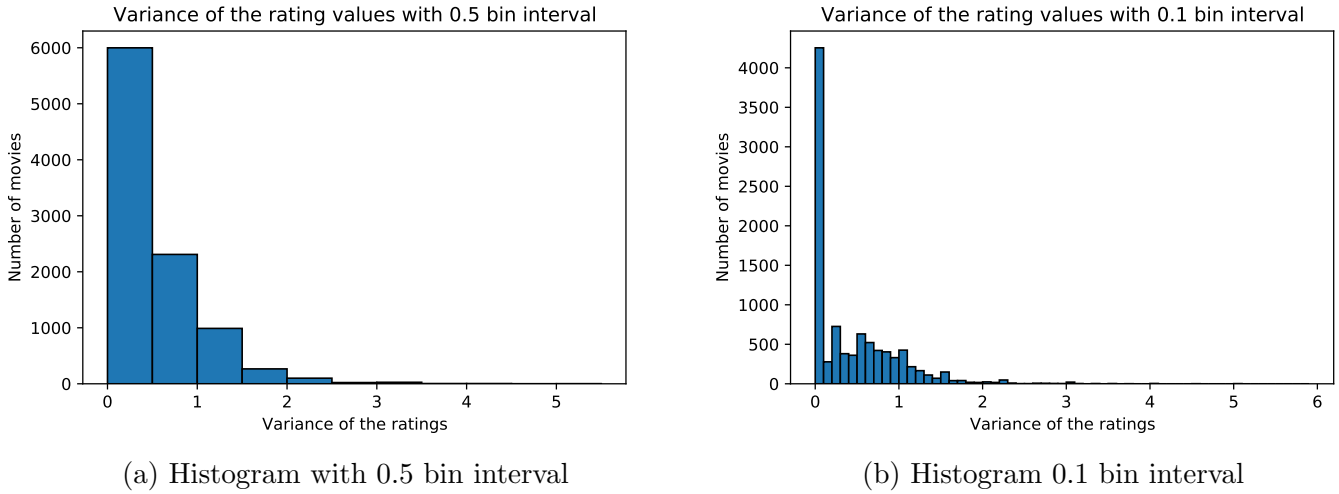 Variance of the rating values with 0.5 bin interval
6000
5000
4000
3000
2000
1000
0
Number of movies
0 1 2 3 4 5
Variance of the ratings
(a) Histogram with 0.5 bin interval
Variance of the rating values with 0.1 bin interval
4000
3500
3000
2500
2000
1500
1000
500
0
Number of movies
0 1 2 3 4 5 6
Variance of the ratings
(b) Histogram 0.1 bin interval